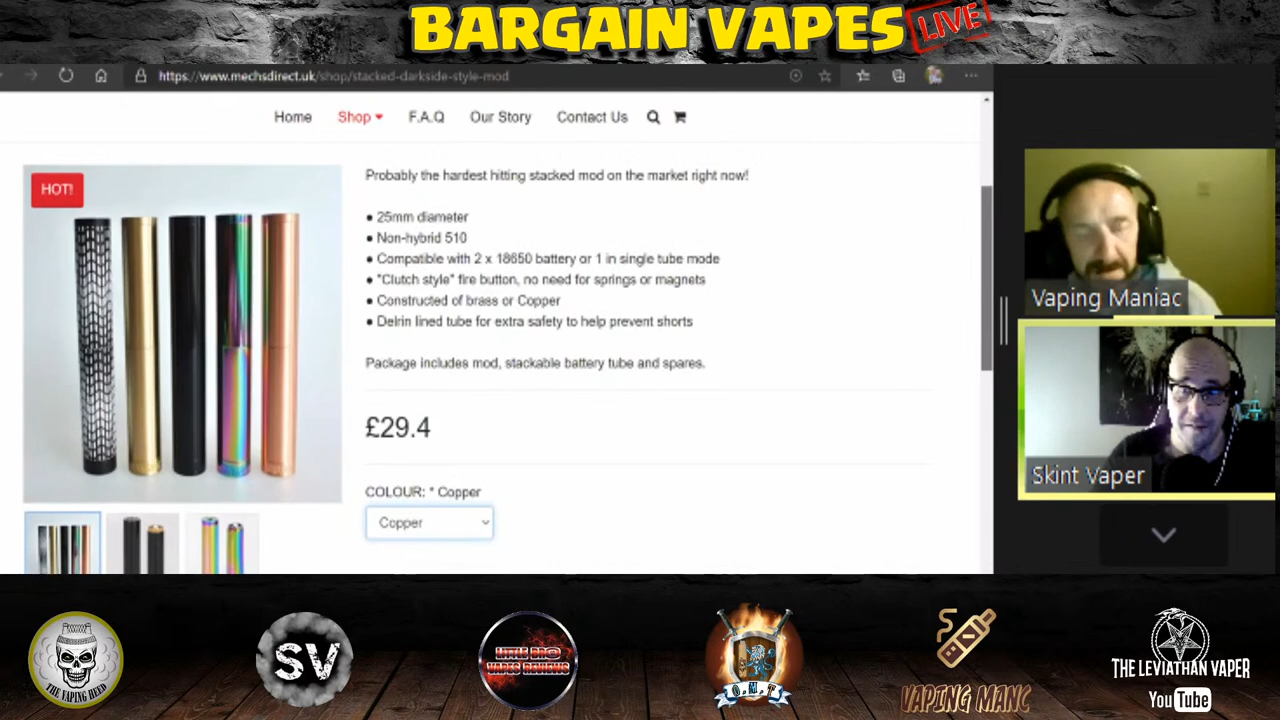 BARGAIN VAPES LIVE
https://www.mechsdirect.uk/shop/stacked-darkside-style-mod
Home Shop F.A.Q Our Story Contact Us
HOT!
Probably the hardest hitting stacked mod on the market right now!
● 25mm diameter
● Non-hybrid 510
● Compatible with 2 x 18650 battery or 1 in single tube mode
● "Clutch style" fire button, no need for springs or magnets
● Constructed of brass or Copper
● Delrin lined tube for extra safety to help prevent shorts
Package includes mod, stackable battery tube and spares.
£29.4
COLOUR: * Copper
Copper
Vaping Maniac
Skint Vaper
THE VAPING HEED
SV
LITTLE BRO
VAPES REVIEWS
O.M.T
VAPING MANC
THE LEVIATHAN VAPER
YouTube